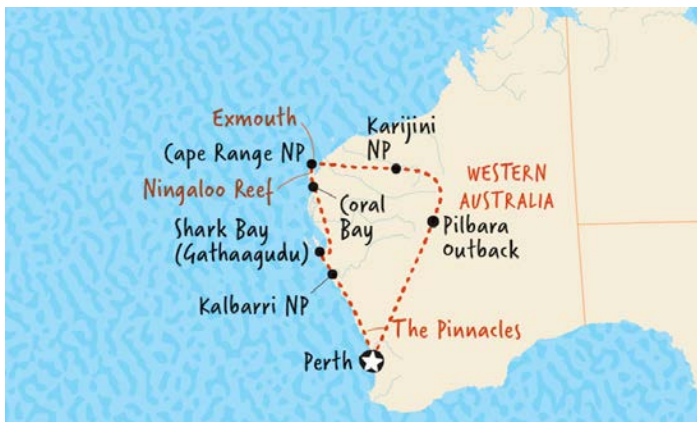 Exmouth
Karijini
NP
Cape Range NP
WESTERN
AUSTRALIA
Ningaloo Reef
Coral
Bay
Shark Bay
(Gathaagudu)
Pilbara
Outback
Kalbarri NP
The Pinnacles
Perth